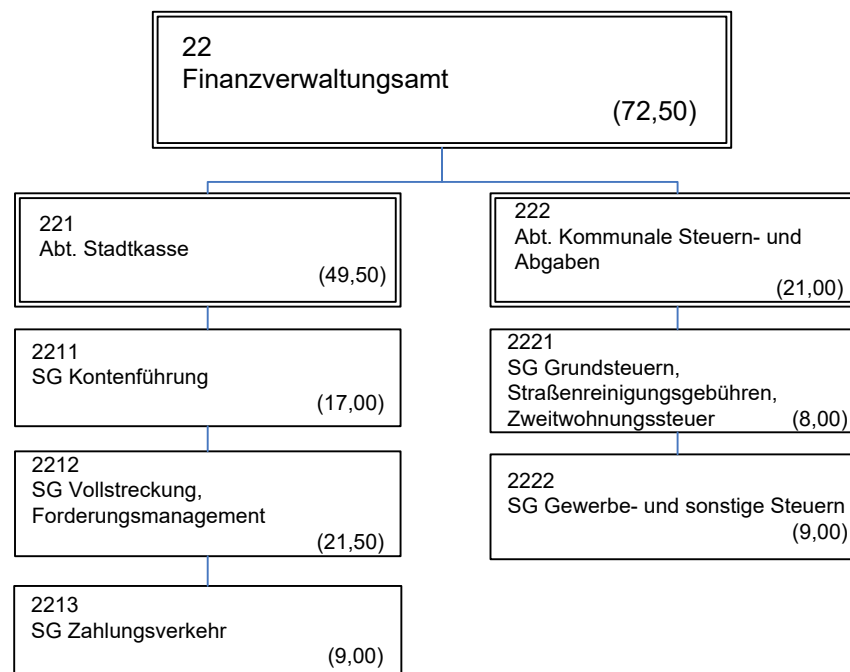 22
Finanzverwaltungsamt
(72,50)
221
Abt. Stadtkasse
(49,50)
2211
SG Kontenführung
(17,00)
2212
SG Vollstreckung,
Forderungsmanagement
(21,50)
2213
SG Zahlungsverkehr
(9,00)
222
Abt. Kommunale Steuern- und
Abgaben
(21,00)
2221
SG Grundsteuern,
Straßenreinigungsgebühren,
Zweitwohnungssteuer (8,00)
2222
SG Gewerbe- und sonstige Steuern
(9,00)